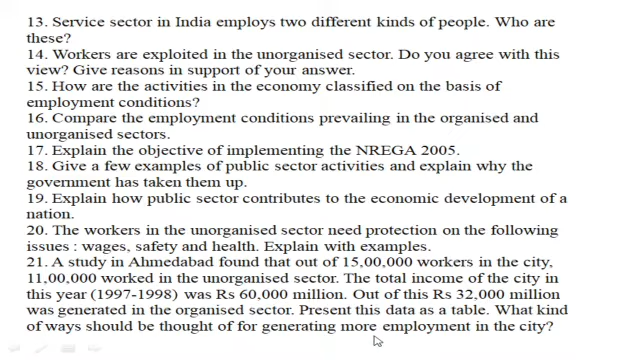 13. Service sector in India employs two different kinds of people. Who are
these?
14. Workers are exploited in the unorganised sector. Do you agree with this
view? Give reasons in support of your answer.
15. How are the activities in the economy classified on the basis of
employment conditions?
16. Compare the employment conditions prevailing in the organised and
unorganised sectors.
17. Explain the objective of implementing the NREGA 2005.
18. Give a few examples of public sector activities and explain why the
government has taken them up.
19. Explain how public sector contributes to the economic development of a
nation.
20. The workers in the unorganised sector need protection on the following
issues : wages, safety and health. Explain with examples.
21. A study in Ahmedabad found that out of 15,00,000 workers in the city,
11,00,000 worked in the unorganised sector. The total income of the city in
this year (1997-1998) was Rs 60,000 million. Out of this Rs 32,000 million
was generated in the organised sector. Present this data as a table. What kind
of ways should be thought of for generating more employment in the city?